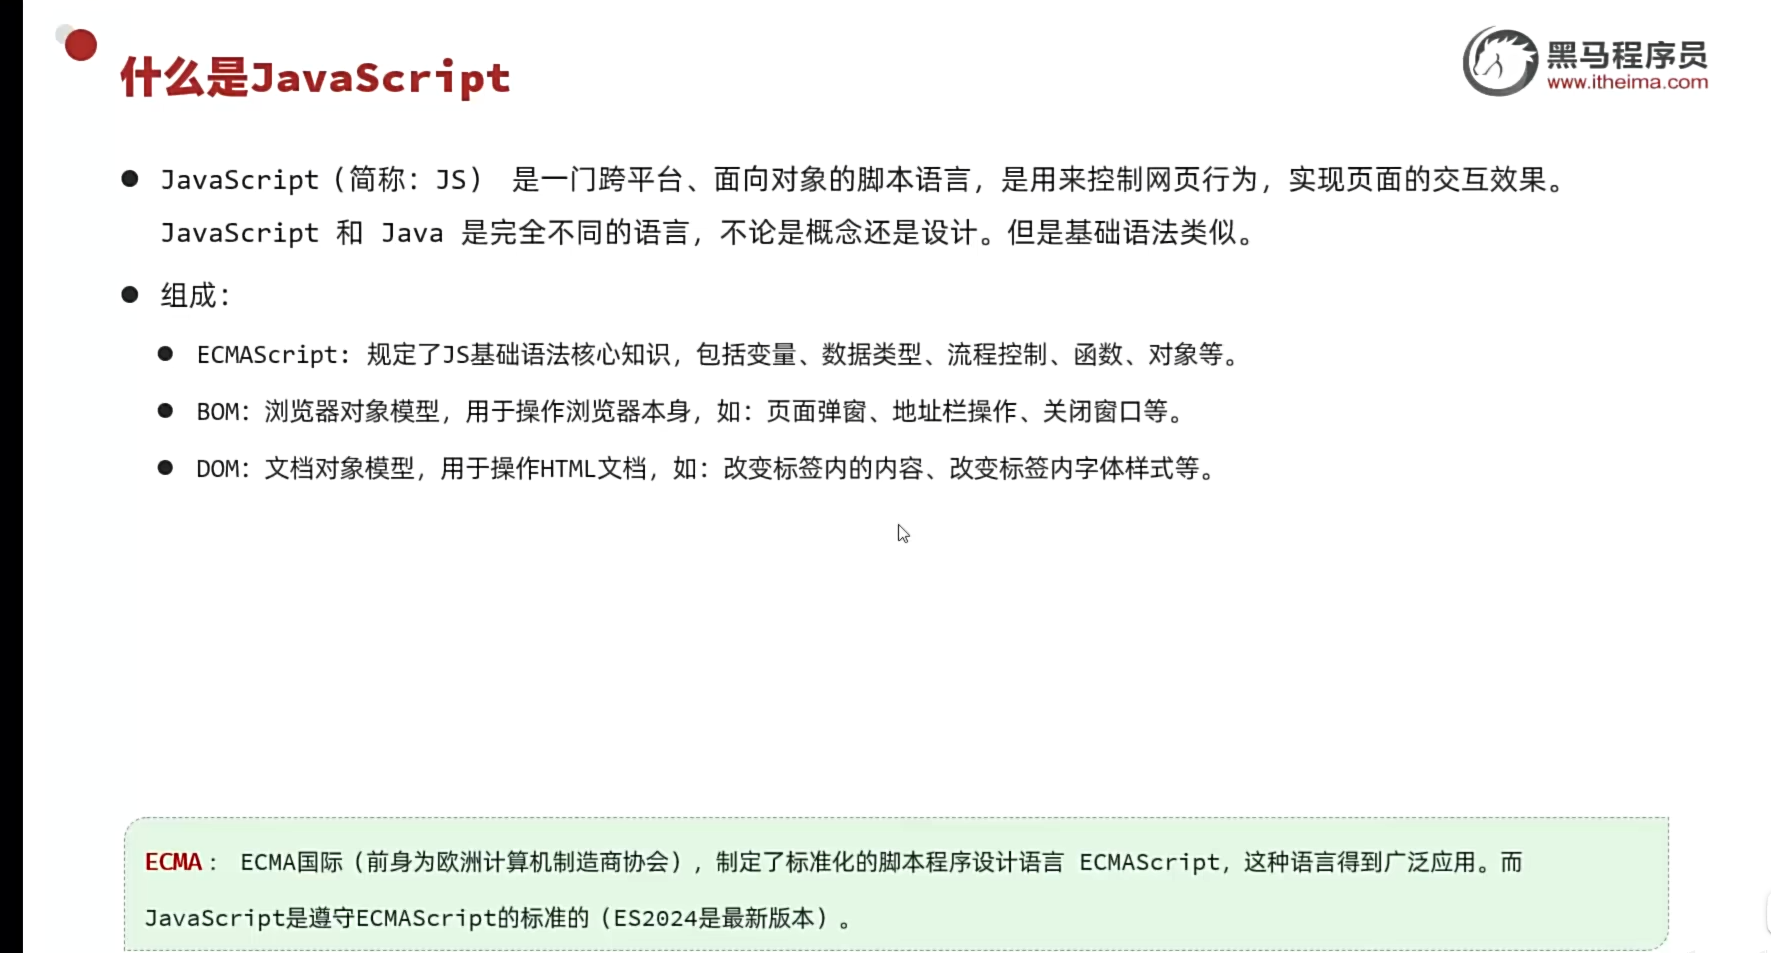 什么是JavaScript
黑马程序员
www.itheima.com
JavaScript（简称：JS） 是一门跨平台、面向对象的脚本语言，是用来控制网页行为，实现页面的交互效果。
JavaScript 和 Java 是完全不同的语言，不论是概念还是设计。但是基础语法类似。
组成：
ECMAScript: 规定了JS基础语法核心知识，包括变量、数据类型、流程控制、函数、对象等。
BOM：浏览器对象模型，用于操作浏览器本身，如：页面弹窗、地址栏操作、关闭窗口等。
DOM：文档对象模型，用于操作HTML文档，如：改变标签内的内容、改变标签内字体样式等。
ECMA： ECMA国际（前身为欧洲计算机制造商协会），制定了标准化的脚本程序设计语言 ECMAScript，这种语言得到广泛应用。而
JavaScript是遵守ECMAScript的标准的（ES2024是最新版本）。